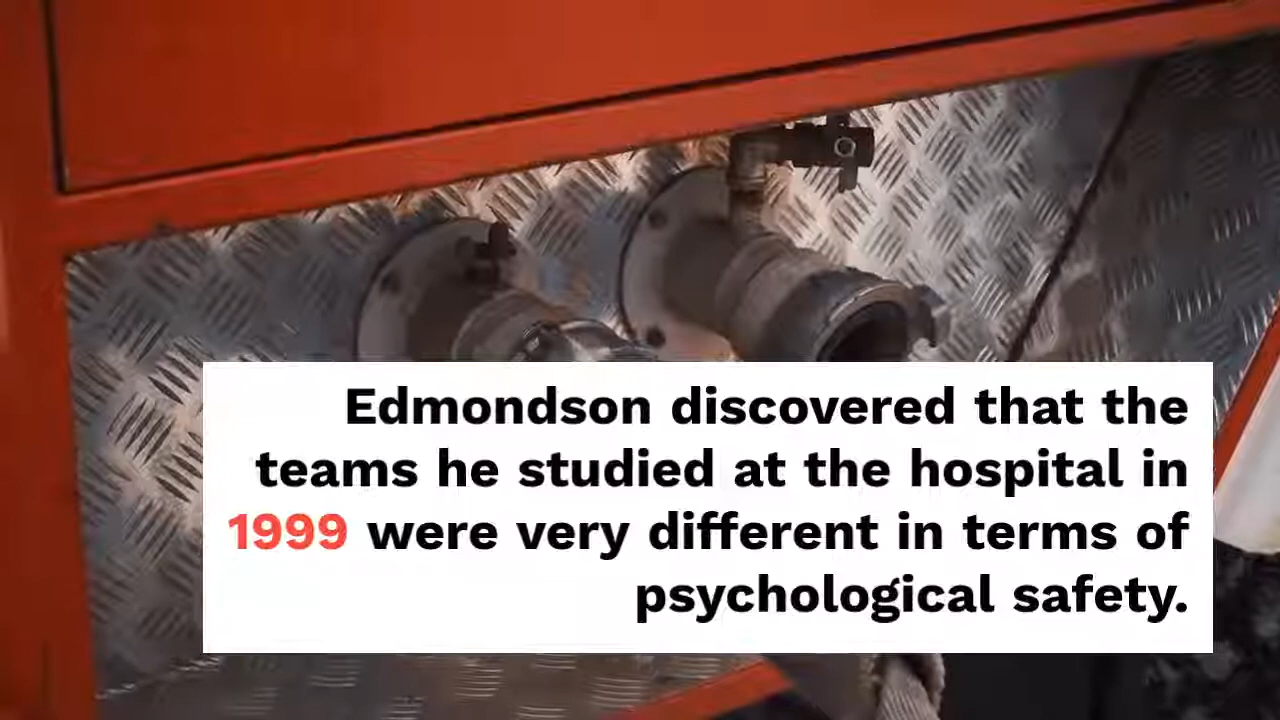 Edmondson discovered that the
teams he studied at the hospital in
1999 were very different in terms of
psychological safety.